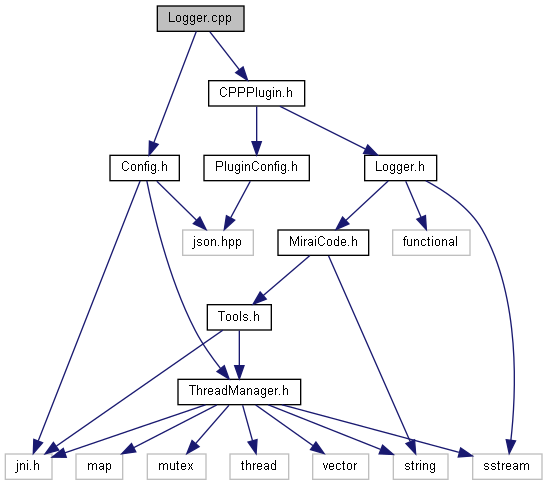 Logger.cpp
CPPPlugin.h
Config.h
PluginConfig.h
Logger.h
json.hpp
MiraiCode.h
functional
Tools.h
ThreadManager.h
jni.h
map
mutex
thread
vector
string
sstream